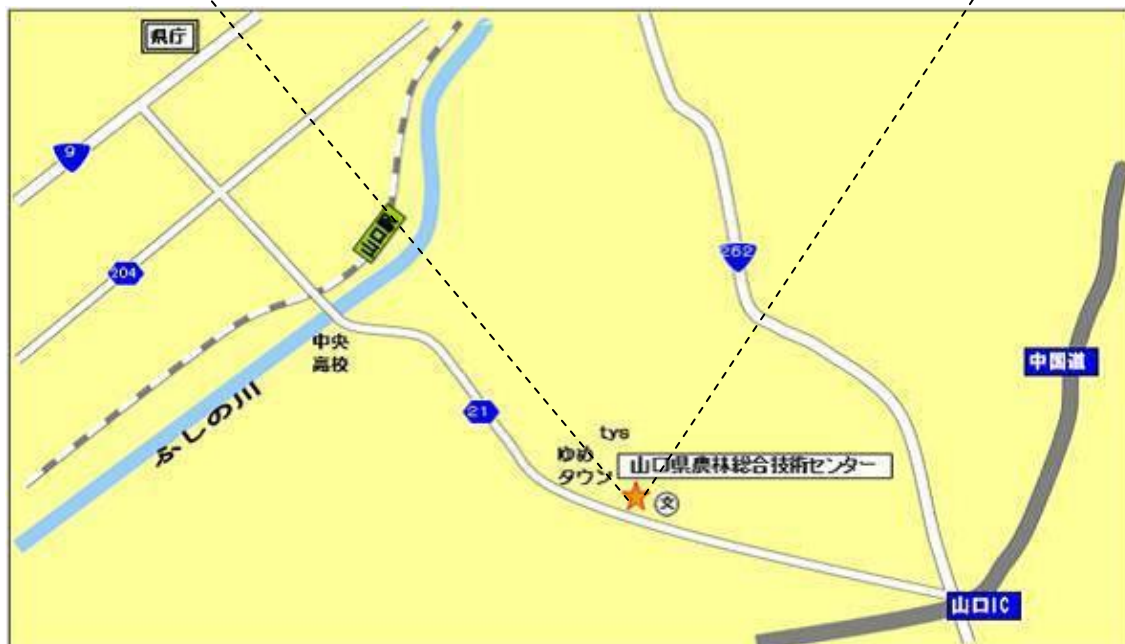 県庁
9
204
山口駅
262
中国道
中央
高校
ふしの川
21
tys
ゆめ
タウン
山口県農林総合技術センター
文
山口IC